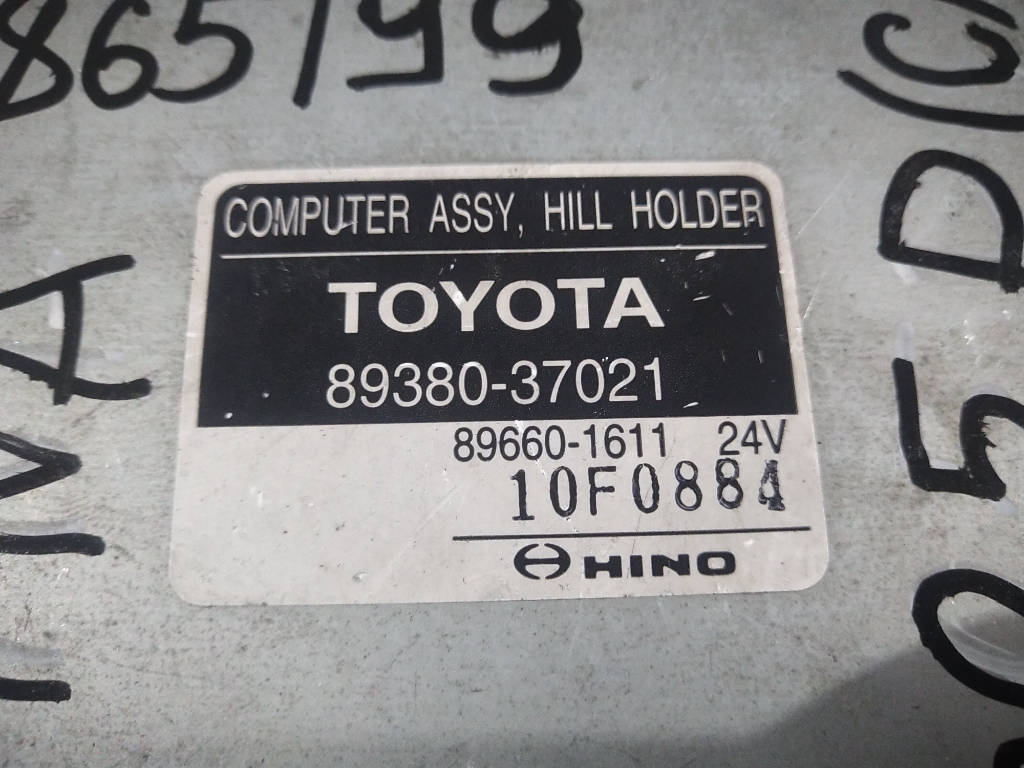 865199
COMPUTER ASSY, HILL HOLDER
TOYOTA
89380-37021
89660-1611 24V
10F0884
HINO